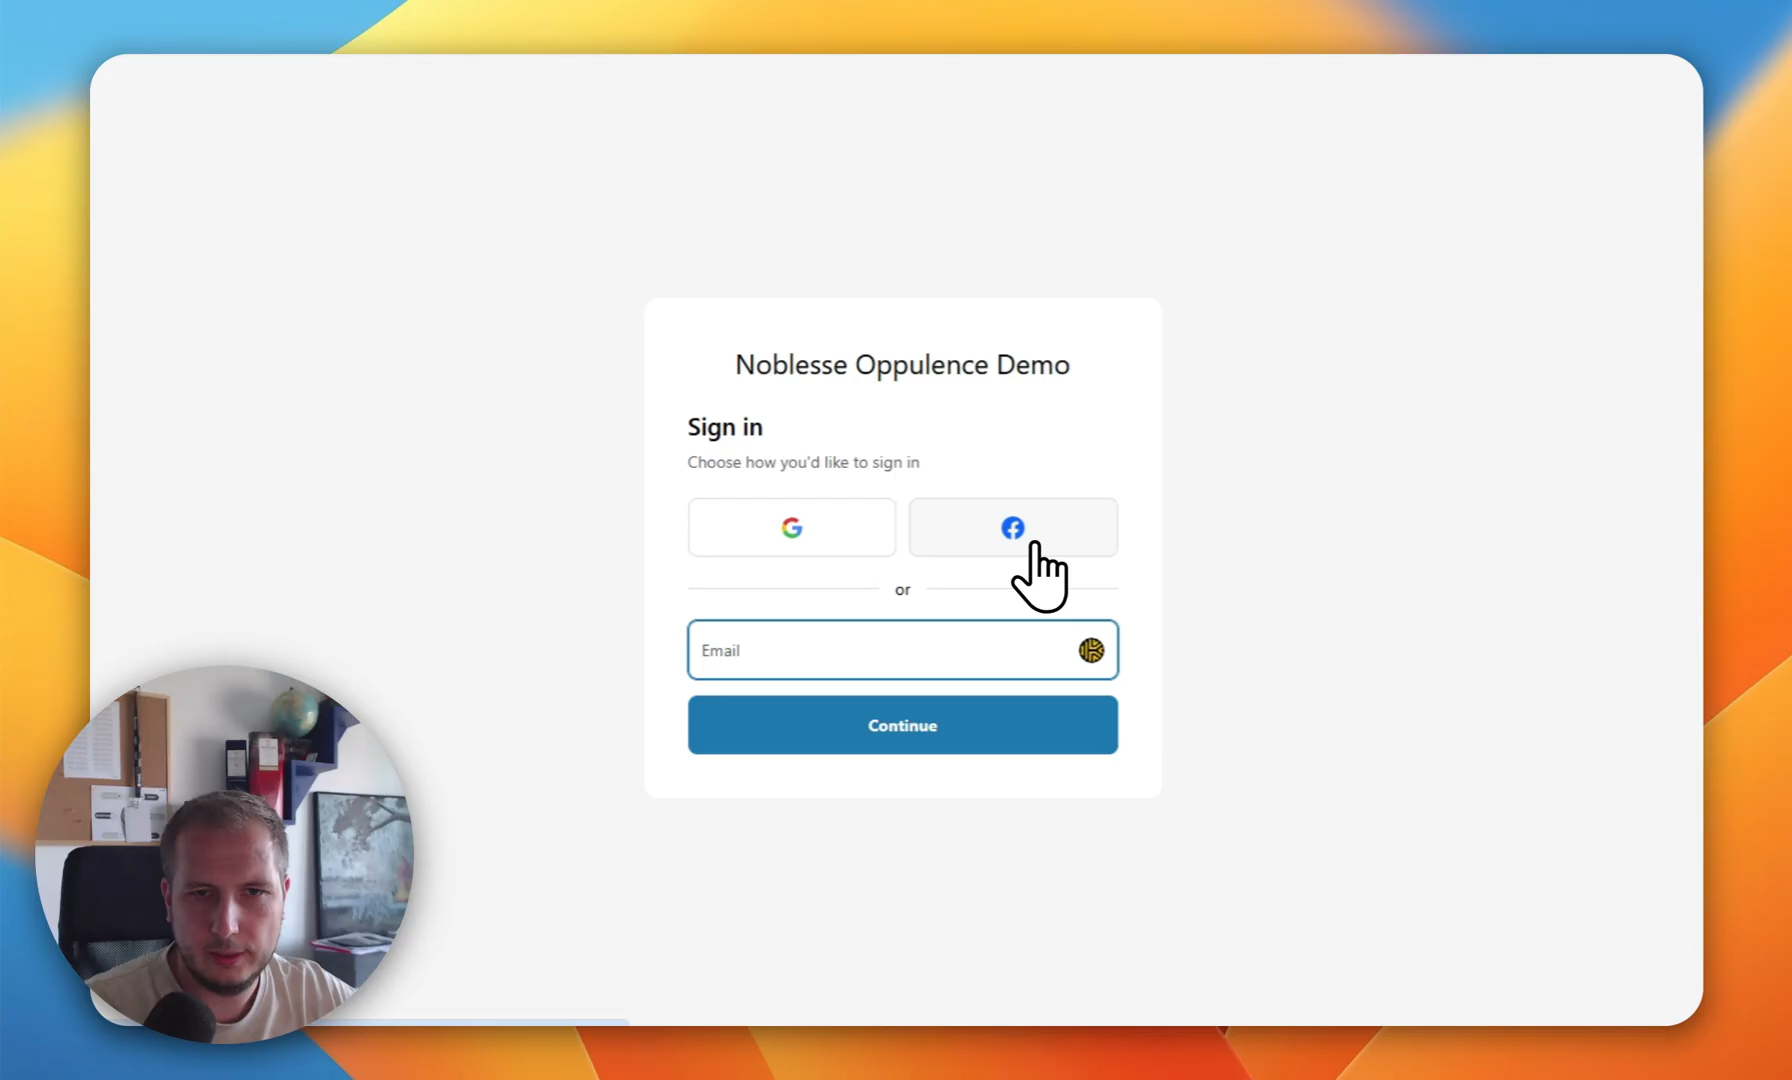 Noblesse Oppulence Demo
Sign in
Choose how you'd like to sign in
or
Email
Continue